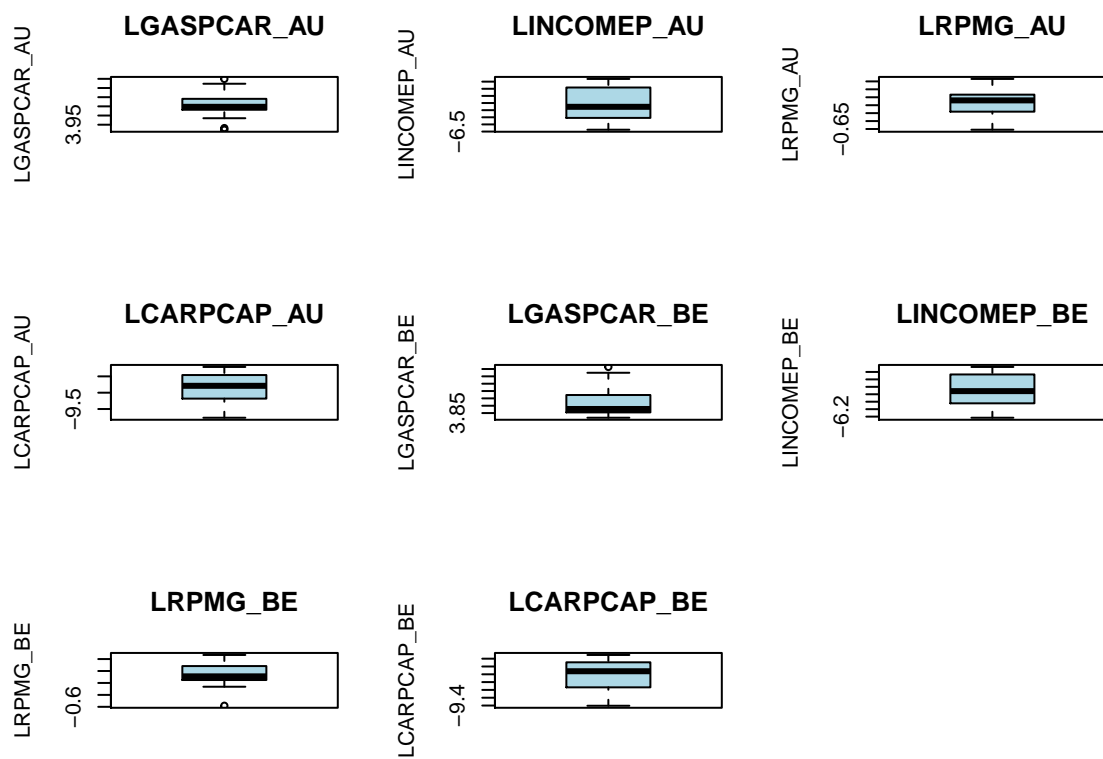 LGASPCAR_AU
LGASPCAR_AU
3.95
LINCOMEP_AU
LINCOMEP_AU
−6.5
LRPMG_AU
LRPMG_AU
−0.65
LCARPCAP_AU
LCARPCAP_AU
−9.5
LGASPCAR_BE
LGASPCAR_BE
3.85
LINCOMEP_BE
LINCOMEP_BE
−6.2
LRPMG_BE
LRPMG_BE
−0.6
LCARPCAP_BE
LCARPCAP_BE
−9.4